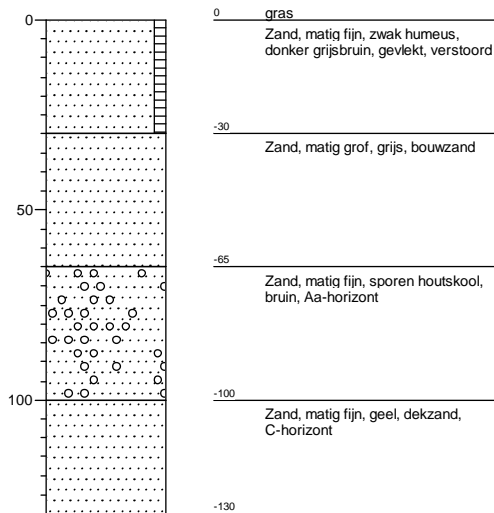 0
0
gras
Zand, matig fijn, zwak humeus,
donker grijsbruin, gevlekt, verstoord
-30
Zand, matig grof, grijs, bouwzand
50
-65
Zand, matig fijn, sporen houtskool,
bruin, Aa-horizont
100
-100
Zand, matig fijn, geel, dekzand,
C-horizont
-130